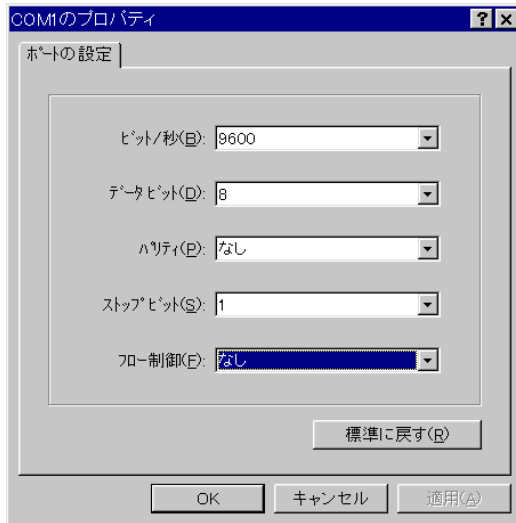 COM1のプロパティ
ポートの設定
ビット/秒(B): 9600
データ ビット(D): 8
パリティ(P): なし
ストップ ビット(S): 1
フロー制御(F): なし
標準に戻す(R)
OK キャンセル 適用(A)